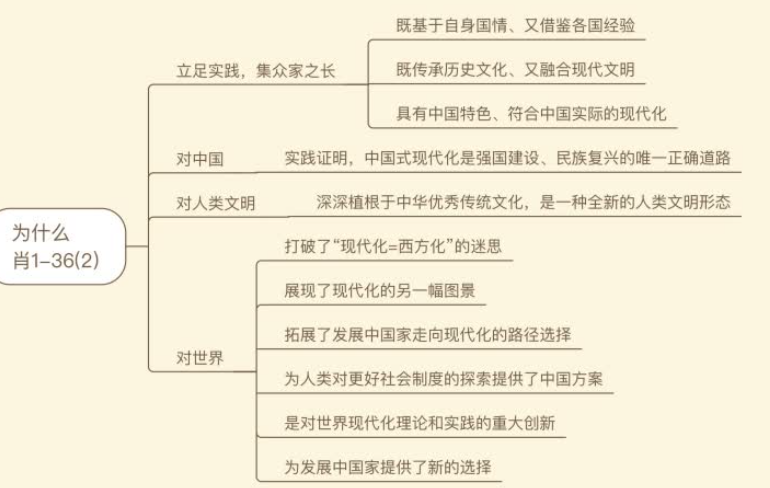 为什么
肖1-36(2)
立足实践，集众家之长
既基于自身国情、又借鉴各国经验
既传承历史文化、又融合现代文明
具有中国特色、符合中国实际的现代化
对中国
实践证明，中国式现代化是强国建设、民族复兴的唯一正确道路
对人类文明
深深植根于中华优秀传统文化，是一种全新的人类文明形态
对世界
打破了“现代化=西方化”的迷思
展现了现代化的另一幅图景
拓展了发展中国家走向现代化的路径选择
为人类对更好社会制度的探索提供了中国方案
是对世界现代化理论和实践的重大创新
为发展中国家提供了新的选择